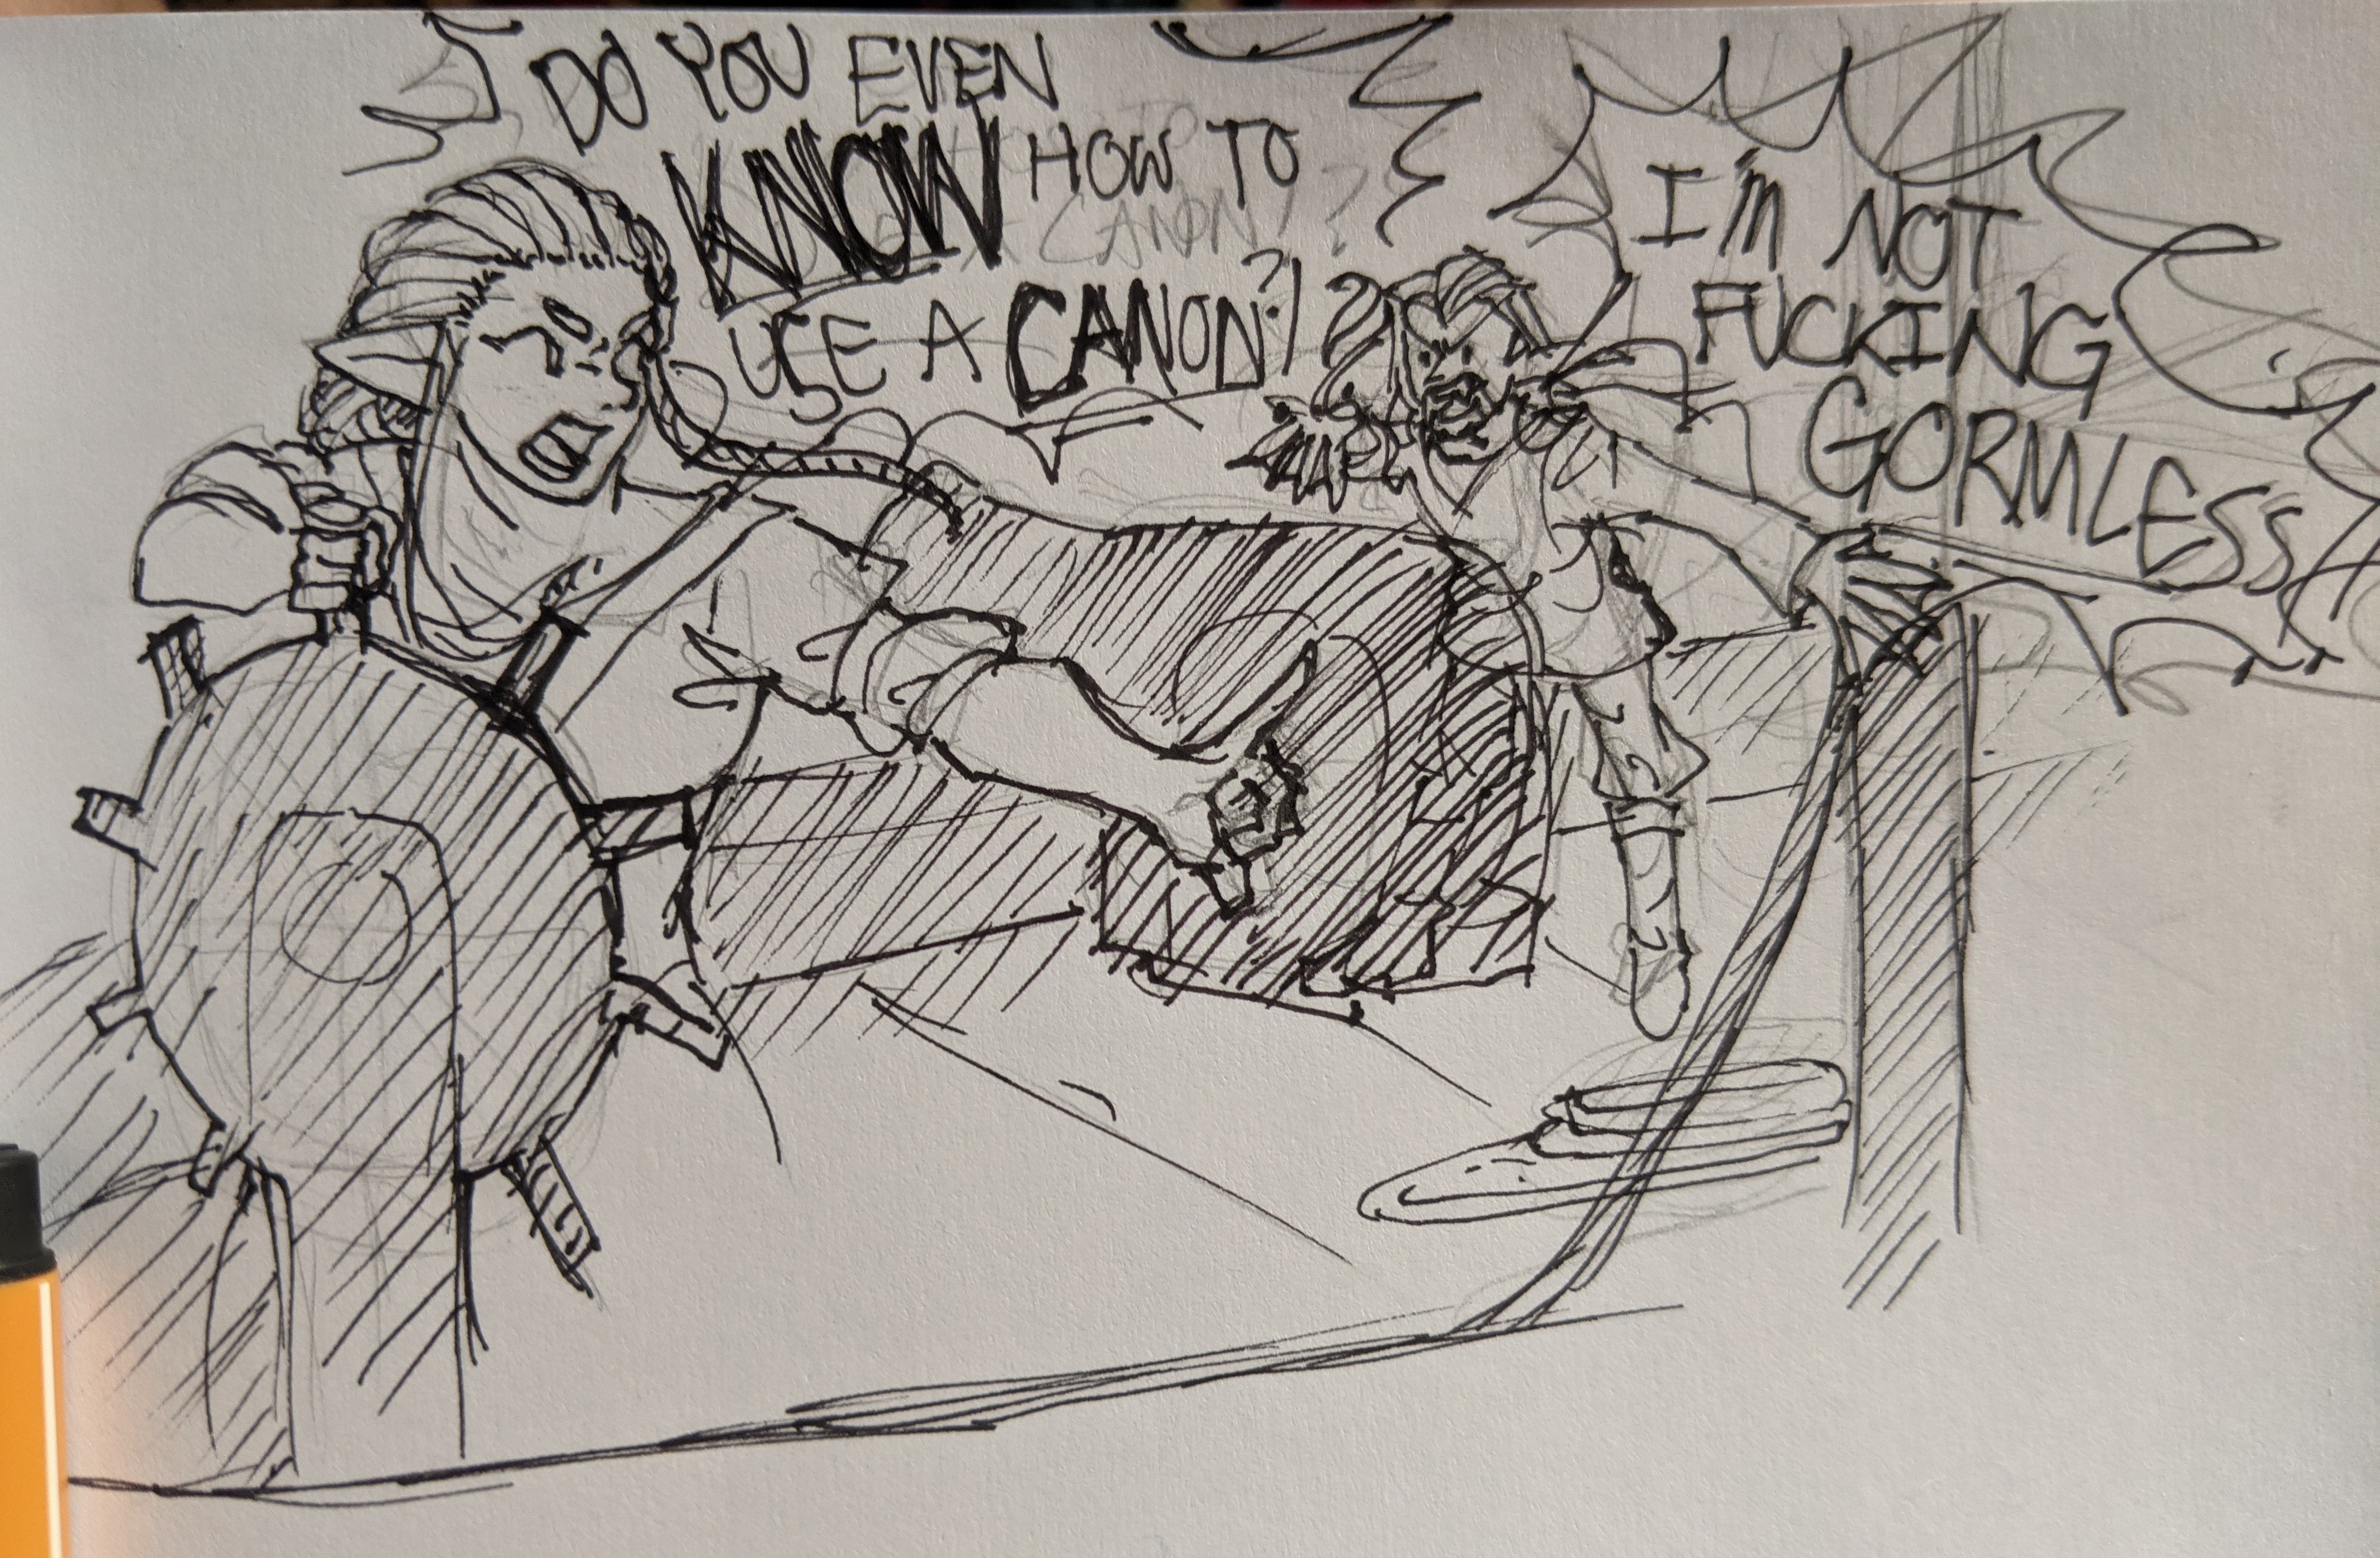 DO YOU EVEN
KNOW HOW TO
USE A CANON?!
I'm NOT
FUCKING
GORMLESS